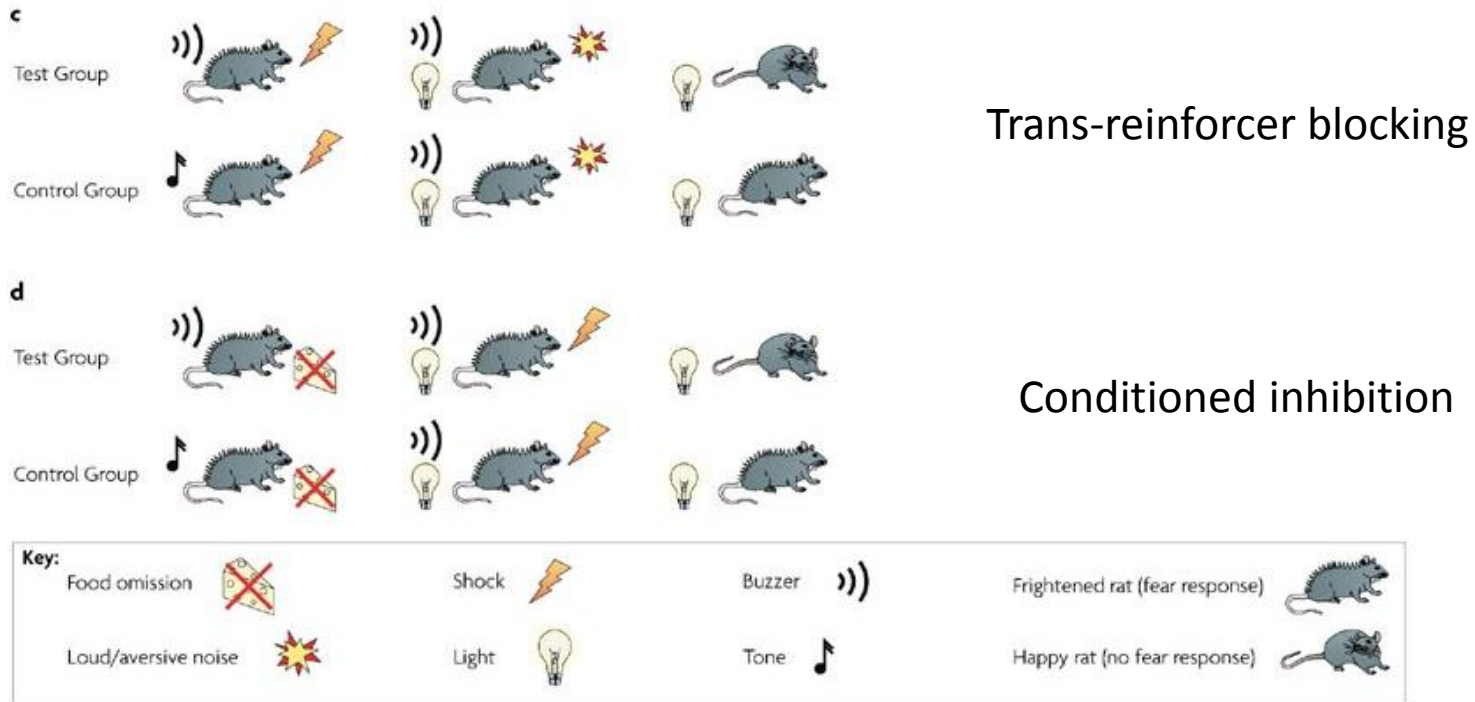 c
Test Group
Trans-reinforcer blocking
Control Group
d
Test Group
Conditioned inhibition
Control Group
Key:
Food omission
Shock
Buzzer
Frightened rat (fear response)
Loud/aversive noise
Light
Tone
Happy rat (no fear response)